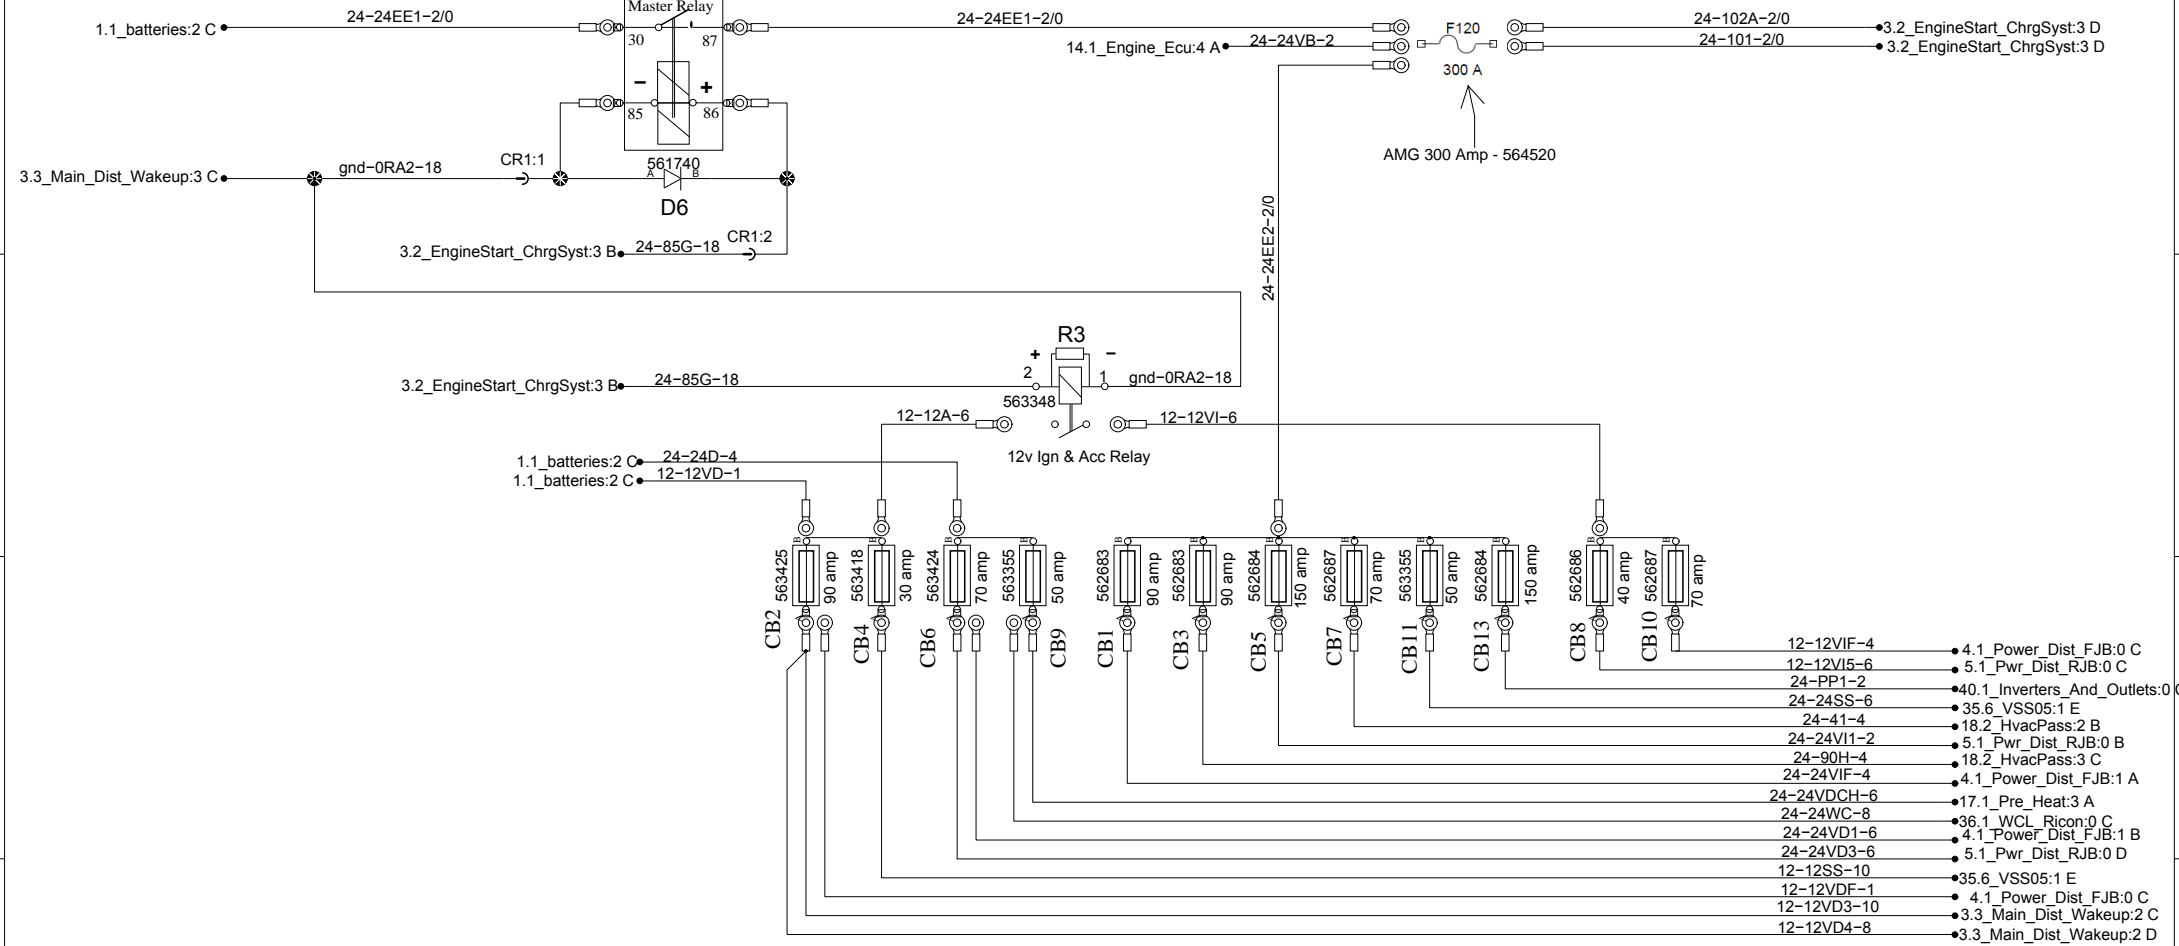 Master Relay
24-24EE1-2/0
1.1_batteries:2 C
30
87
24-24EE1-2/0
14.1_Engine_Ecu:4 A
24-24VB-2
F120
300 A
24-102A-2/0
3.2_EngineStart_ChrgSyst:3 D
24-101-2/0
3.2_EngineStart_ChrgSyst:3 D
−
+
85
86
AMG 300 Amp - 564520
3.3_Main_Dist_Wakeup:3 C
gnd-0RA2-18
CR1:1
561740
A
B
D6
3.2_EngineStart_ChrgSyst:3 B
24-85G-18
CR1:2
24-24EE2-2/0
R3
+
−
2
1
3.2_EngineStart_ChrgSyst:3 B
24-85G-18
gnd-0RA2-18
563348
12-12A-6
12-12VI-6
12v Ign & Acc Relay
1.1_batteries:2 C
24-24D-4
1.1_batteries:2 C
12-12VD-1
B
A
563425
90 amp
CB2
563418
30 amp
CB4
B
A
563424
70 amp
CB6
B
A
563355
50 amp
CB9
B
A
562683
90 amp
CB1
B
A
562683
90 amp
CB3
B
A
562684
150 amp
CB5
B
A
562687
70 amp
CB7
B
A
563355
50 amp
CB11
B
A
562684
150 amp
CB13
B
A
562686
40 amp
CB8
B
A
562687
70 amp
CB10
12-12VIF-4
4.1_Power_Dist_FJB:0 C
12-12VI5-6
5.1_Pwr_Dist_RJB:0 C
24-PP1-2
40.1_Inverters_And_Outlets:0
24-24SS-6
35.6_VSS05:1 E
24-41-4
18.2_HvacPass:2 B
24-24VI1-2
5.1_Pwr_Dist_RJB:0 B
24-90H-4
18.2_HvacPass:3 C
24-24VIF-4
4.1_Power_Dist_FJB:1 A
24-24VDCH-6
17.1_Pre_Heat:3 A
24-24WC-8
36.1_WCL_Ricon:0 C
24-24VD1-6
4.1_Power_Dist_FJB:1 B
24-24VD3-6
5.1_Pwr_Dist_RJB:0 D
12-12SS-10
35.6_VSS05:1 E
12-12VDF-1
4.1_Power_Dist_FJB:0 C
12-12VD3-10
3.3_Main_Dist_Wakeup:2 C
12-12VD4-8
3.3_Main_Dist_Wakeup:2 D